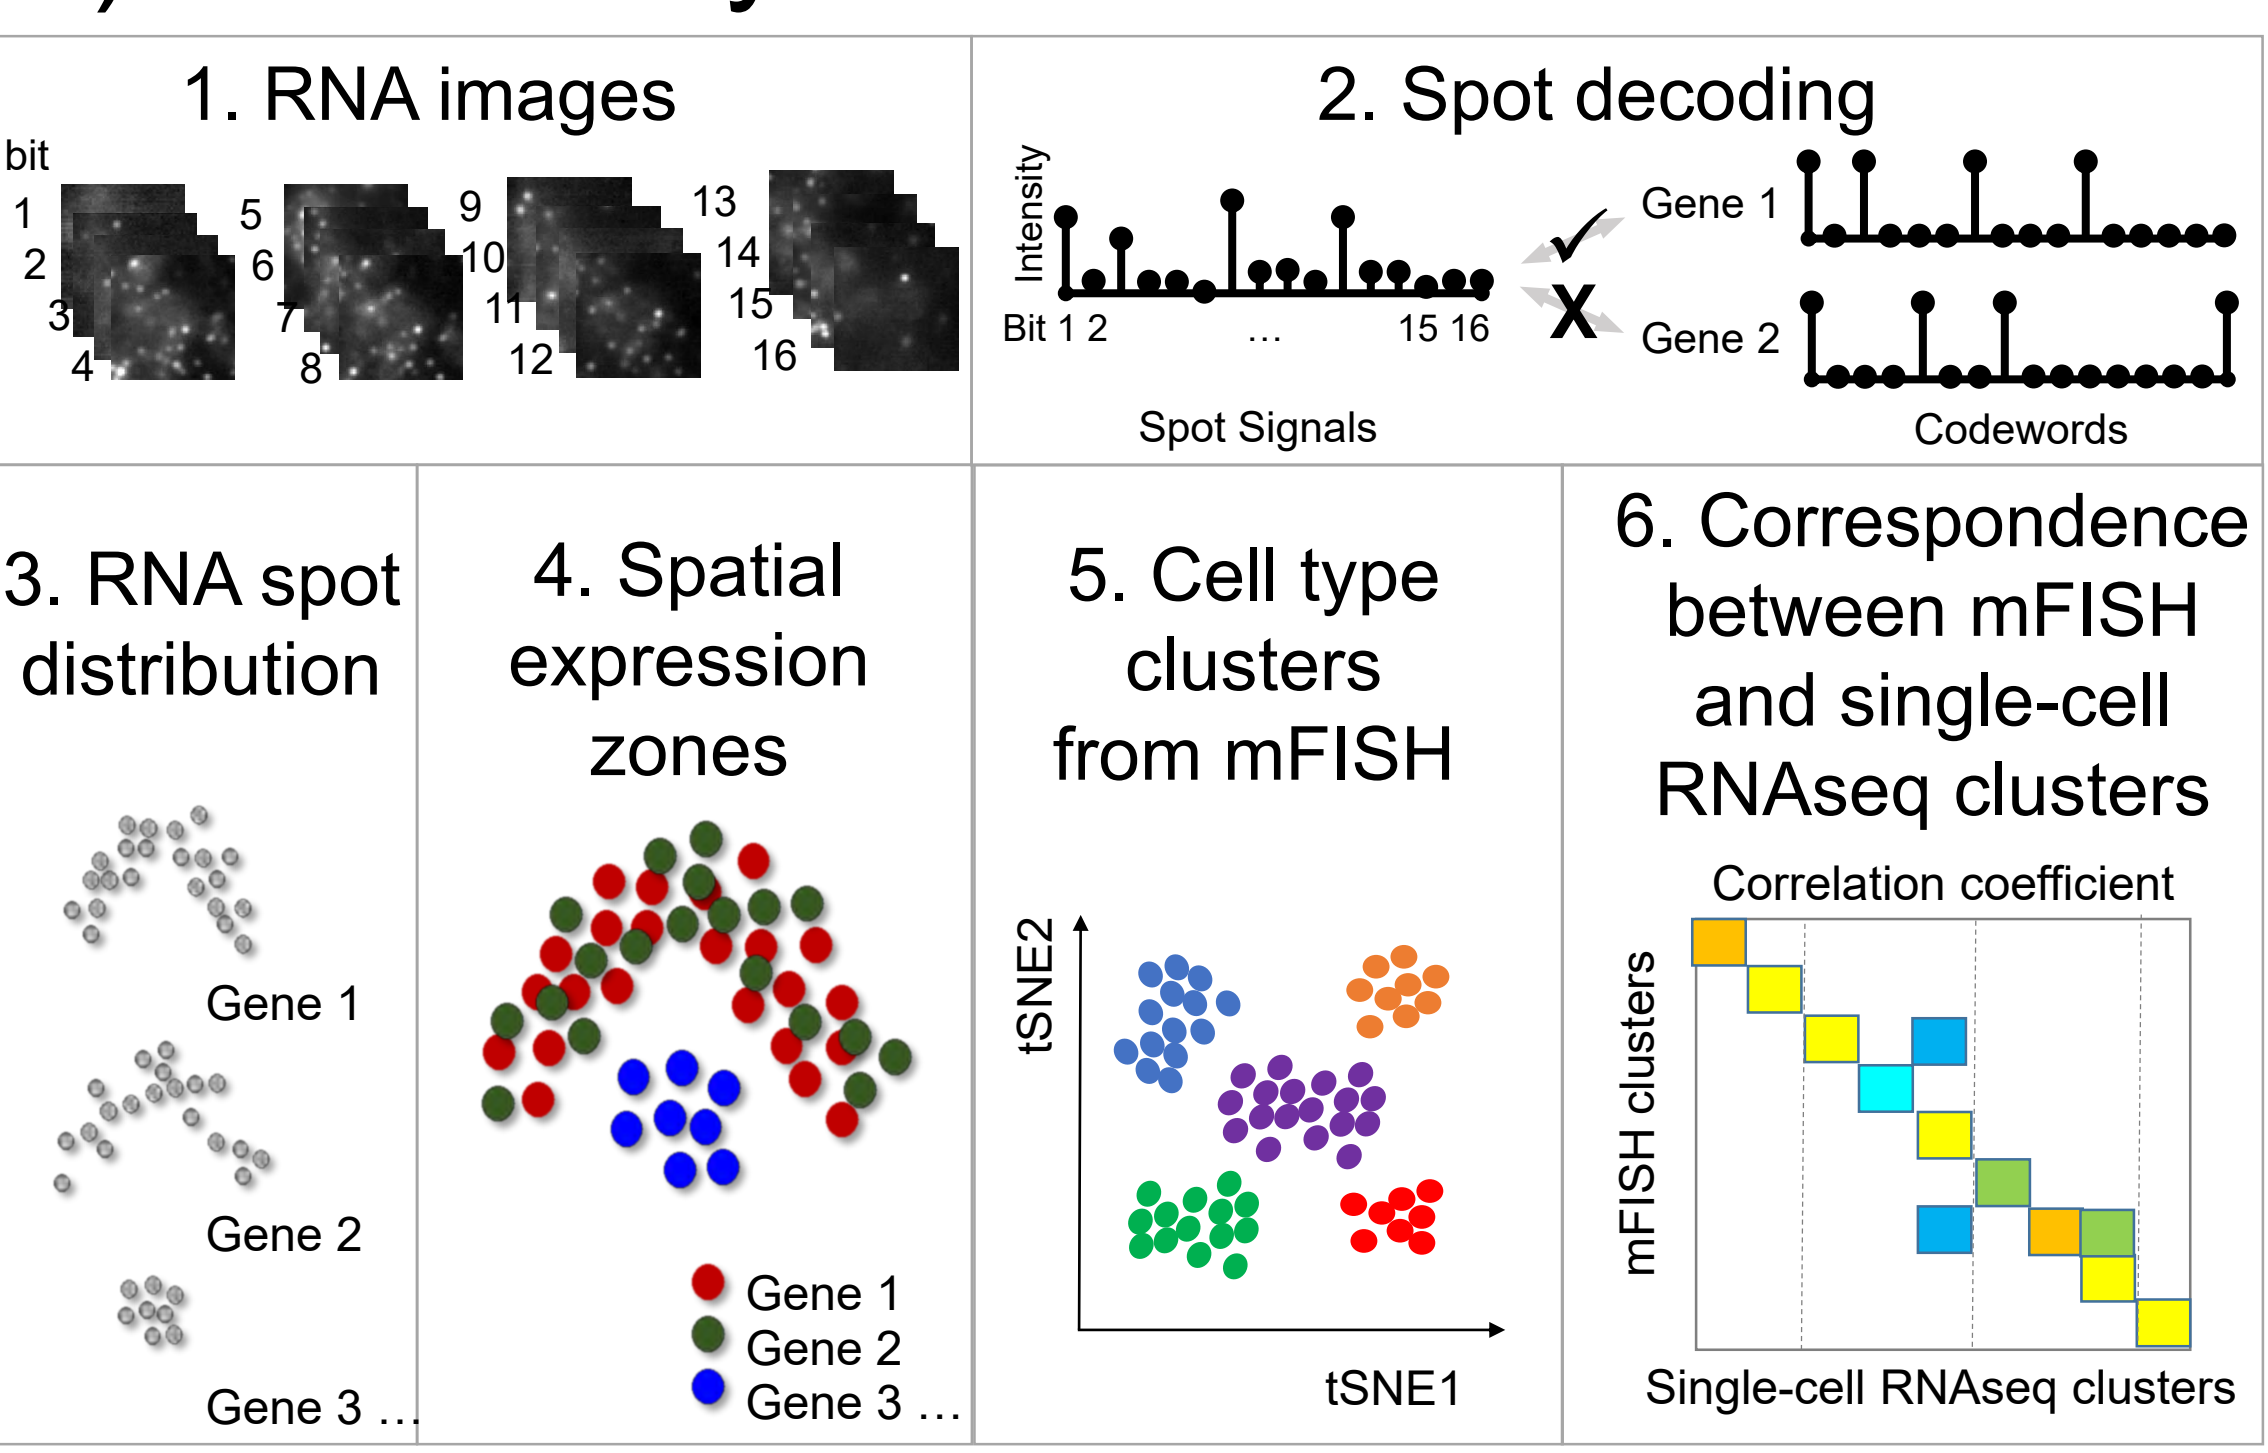 1. RNA images
bit
1
2
3
4
5
6
7
8
9
10
11
12
13
14
15
16
2. Spot decoding
Intensity
Bit 1 2 … 15 16
Spot Signals
Gene 1
X
Gene 2
Codewords
3. RNA spot
distribution
Gene 1
Gene 2
Gene 3 …
4. Spatial
expression
zones
Gene 1
Gene 2
Gene 3 …
5. Cell type
clusters
from mFISH
tSNE2
tSNE1
6. Correspondence
between mFISH
and single-cell
RNAseq clusters
Correlation coefficient
mFISH clusters
Single-cell RNAseq clusters